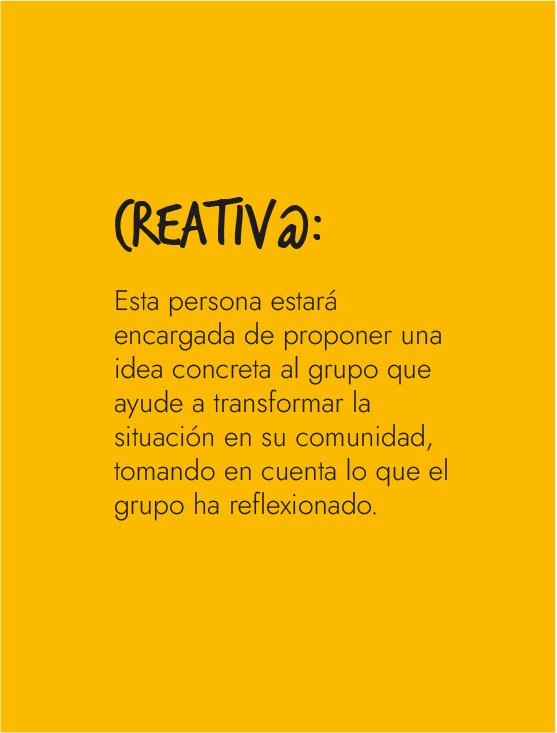 CREATIV@:
Esta persona estará
encargada de proponer una
idea concreta al grupo que
ayude a transformar la
situación en su comunidad,
tomando en cuenta lo que el
grupo ha reflexionado.